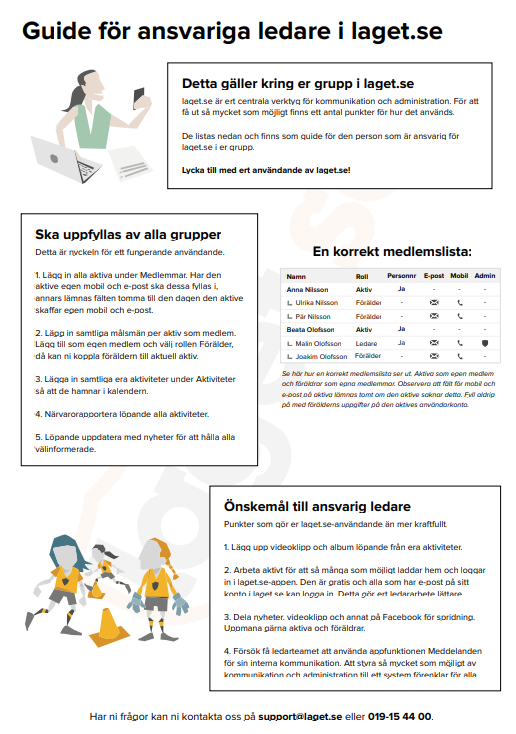 Guide för ansvariga ledare i laget.se
Detta gäller kring er grupp i laget.se
laget.se är ert centrala verktyg för kommunikation och administration. För att
få ut så mycket som möjligt finns ett antal punkter för hur det används.
De listas nedan och finns som guide för den person som är ansvarig för
laget.se i er grupp.
Lycka till med ert användande av laget.se!
Ska uppfyllas av alla grupper
Detta är nyckeln för ett fungerande användande.
1. Lägg in alla aktiva under Medlemmar. Har den
aktive egen mobil och e-post ska dessa fyllas i,
annars lämnas fälten tomma till den dagen den aktive
skaffar egen mobil och e-post.
2. Lägg in samtliga målsmän per aktiv som medlem.
Lägg till som egen medlem och välj rollen Förälder,
då kan ni koppla föräldern till aktuell aktiv.
3. Lägga in samtliga era aktiviteter under Aktiviteter
så att de hamnar i kalendern.
4. Närvarorapportera löpande alla aktiviteter.
5. Löpande uppdatera med nyheter för att hålla alla
välinformerade.
En korrekt medlemslista:
Namn Roll Personnr E-post Mobil Admin
Anna Nilsson Aktiv Ja - - -
Ulrika Nilsson Förälder - -
Pär Nilsson Förälder - -
Beata Olofsson Aktiv Ja - - -
Malin Olofsson Ledare Ja
Joakim Olofsson Förälder - -
Se här hur en korrekt medlemslista ser ut. Aktiva som egen medlem
och föräldrar som egna medlemmar. Observera att fält för mobil och
e-post på aktiva lämnas tomt om den aktive saknar detta. Fyll aldrig
på med förälderns uppgifter på den aktives användarkonto.
Önskemål till ansvarig ledare
Punkter som gör er laget.se-användande än mer kraftfullt.
1. Lägg upp videoklipp och album löpande från era aktiviteter.
2. Arbeta aktivt för att så många som möjligt laddar hem och loggar
in i laget.se-appen. Den är gratis och alla som har e-post på sitt
konto i laget.se kan logga in. Detta gör ert ledararbete lättare.
3. Dela nyheter, videoklipp och annat på Facebook för spridning.
Uppmana gärna aktiva och föräldrar.
4. Försök få ledarteamet att använda appfunktionen Meddelanden
för sin interna kommunikation. Att styra så mycket som möjligt av
kommunikation och administration till ett system förenklar för alla.
Har ni frågor kan ni kontakta oss på support@laget.se eller 019-15 44 00.